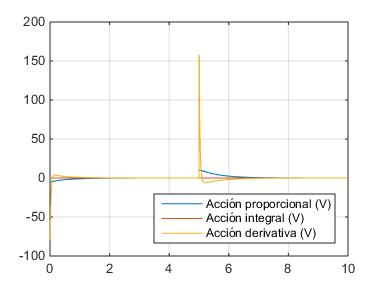 200
150
100
50
0
-50
-100
0 2 4 6 8 10
Acción proporcional (V)
Acción integral (V)
Acción derivativa (V)